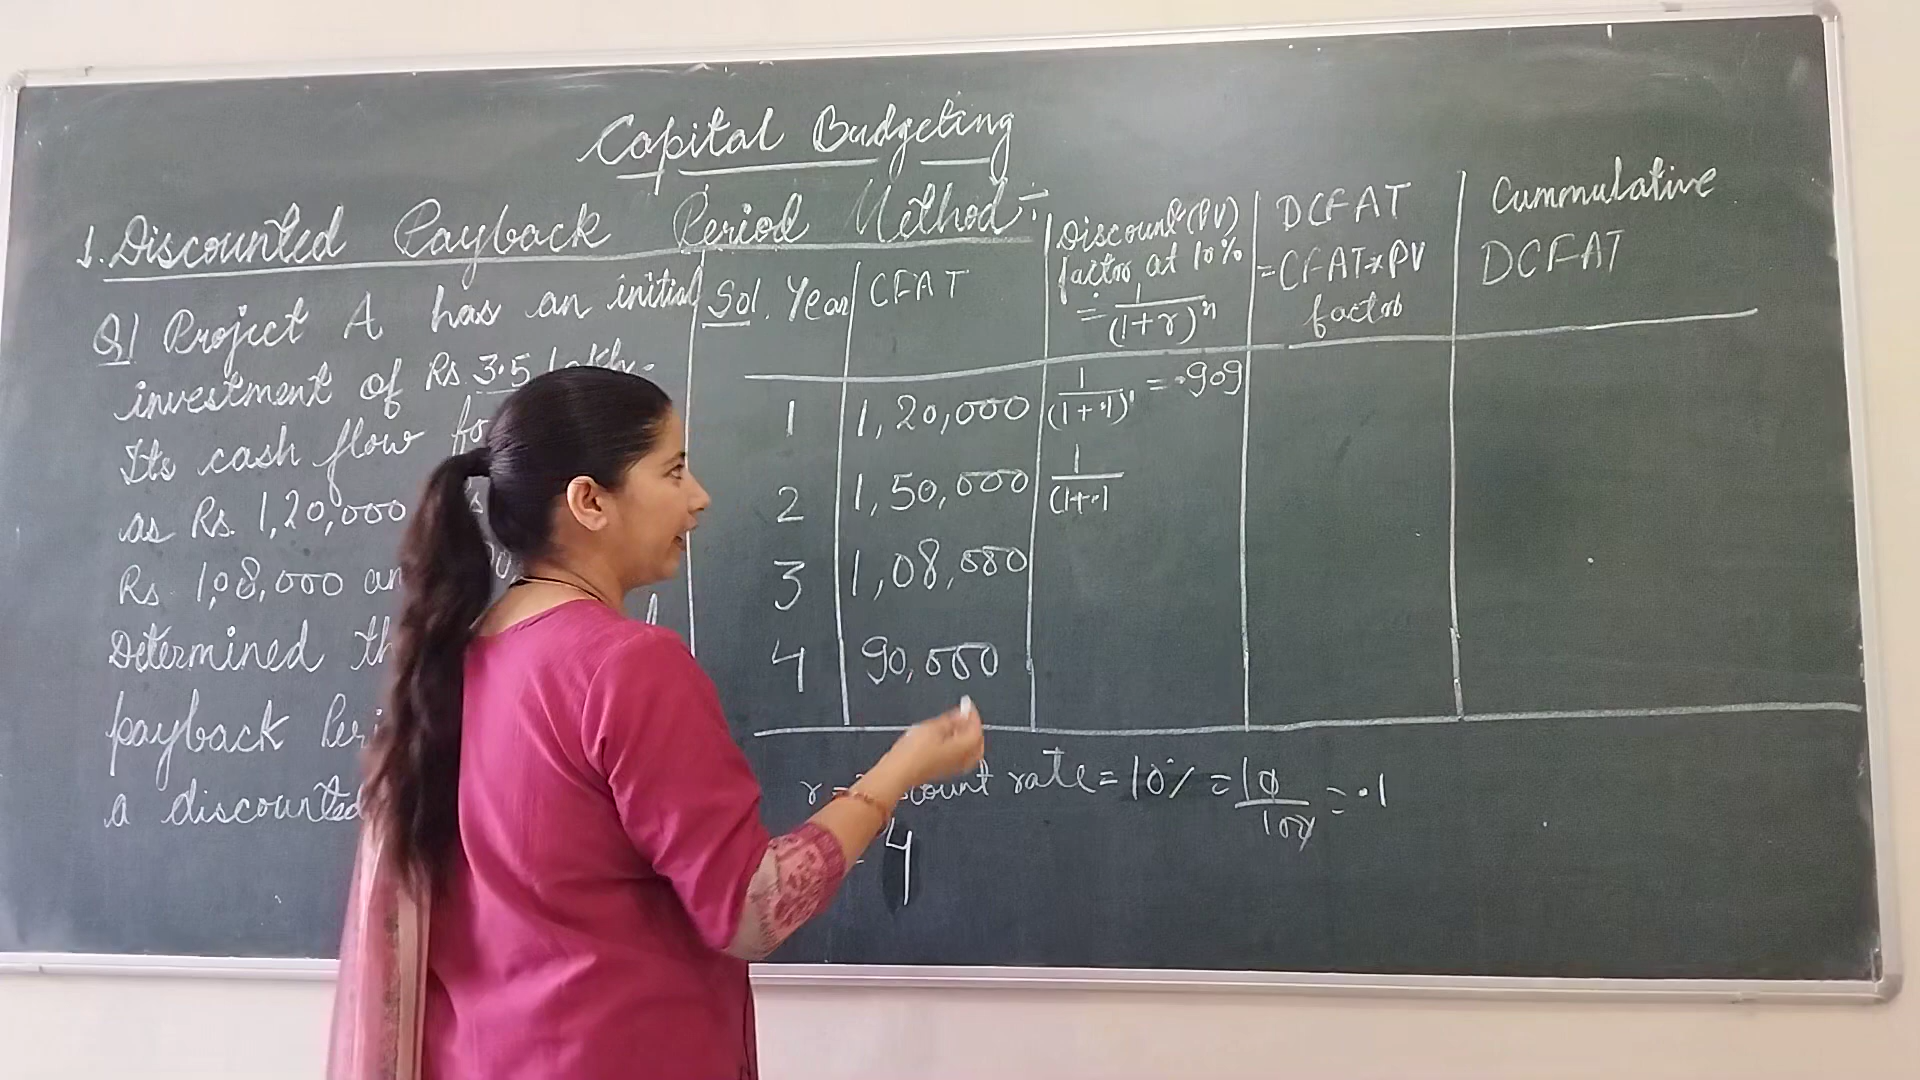 Capital Budgeting
1. Discounted Payback Period Method :-
Q1 Project A has an initial
investment of Rs. 3.5
Its cash flow
as Rs. 1,20,000
Rs. 1,08,000
Determined
payback
a discounted
Sol. Year
CFAT
Discount (PV)
factor at 10%
= 1/(1+r)^n
DCFAT
= CFAT*PV
factor
Cummulative
DCFAT
1 1,20,000 1/(1+.1)^1 = .909
2 1,50,000 1/(1+.1
3 1,08,000
4 90,000
rate = 10% = 10/100 = .1
= 4